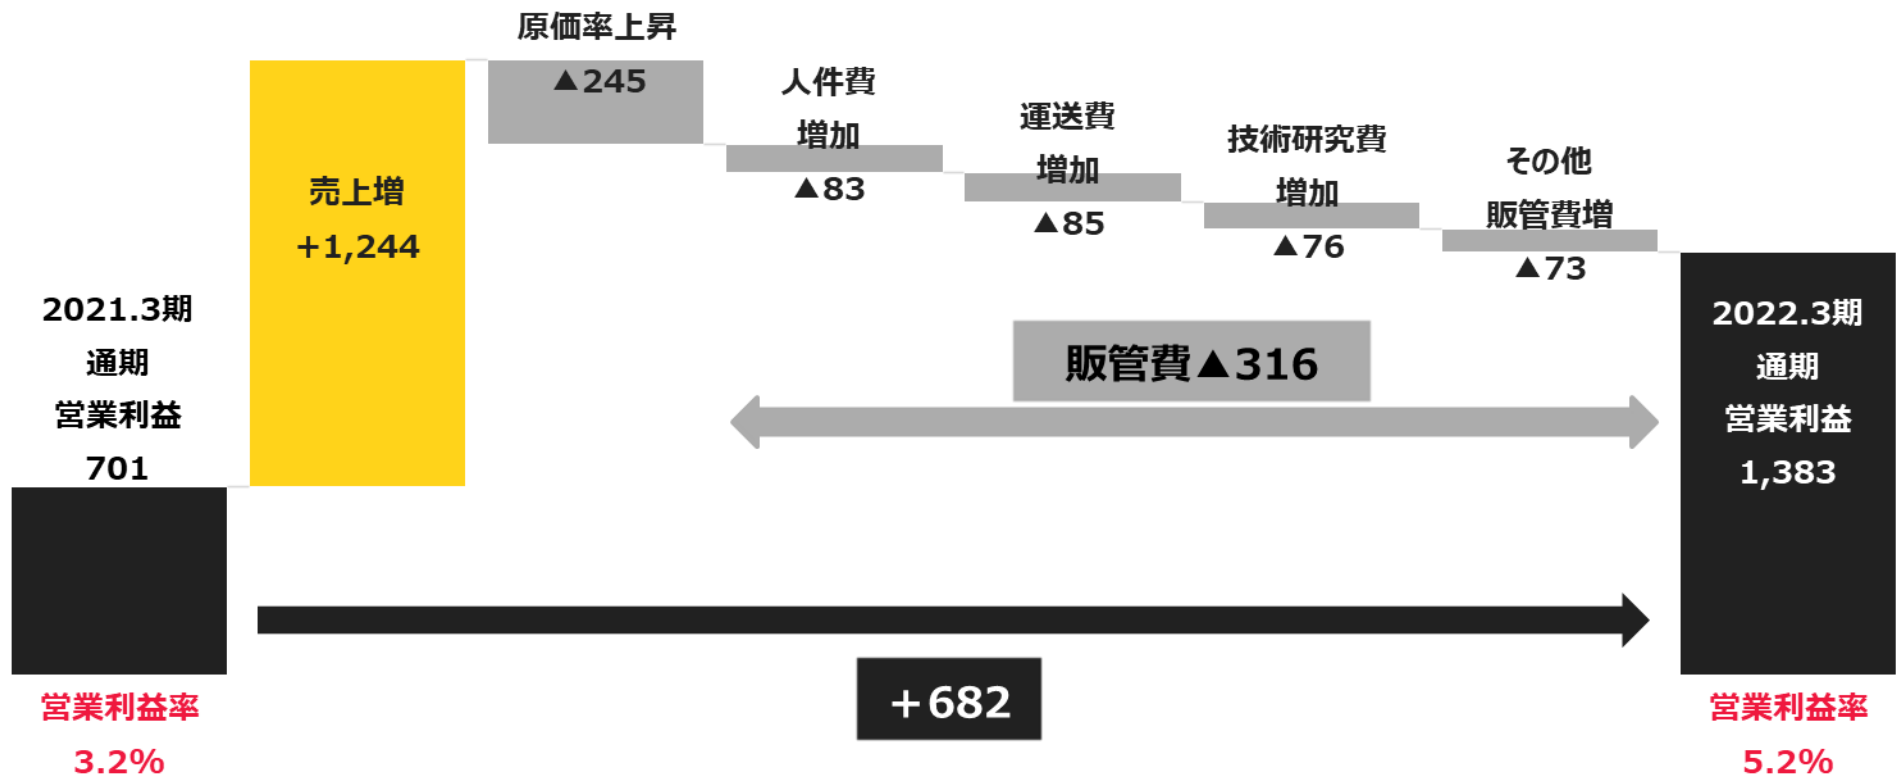 原価率上昇
▲245
人件費
増加
▲83
運送費
増加
▲85
技術研究費
増加
▲76
その他
販管費増
▲73
売上増
+1,244
2021.3期
通期
営業利益
701
販管費▲316
2022.3期
通期
営業利益
1,383
+682
営業利益率
3.2%
営業利益率
5.2%